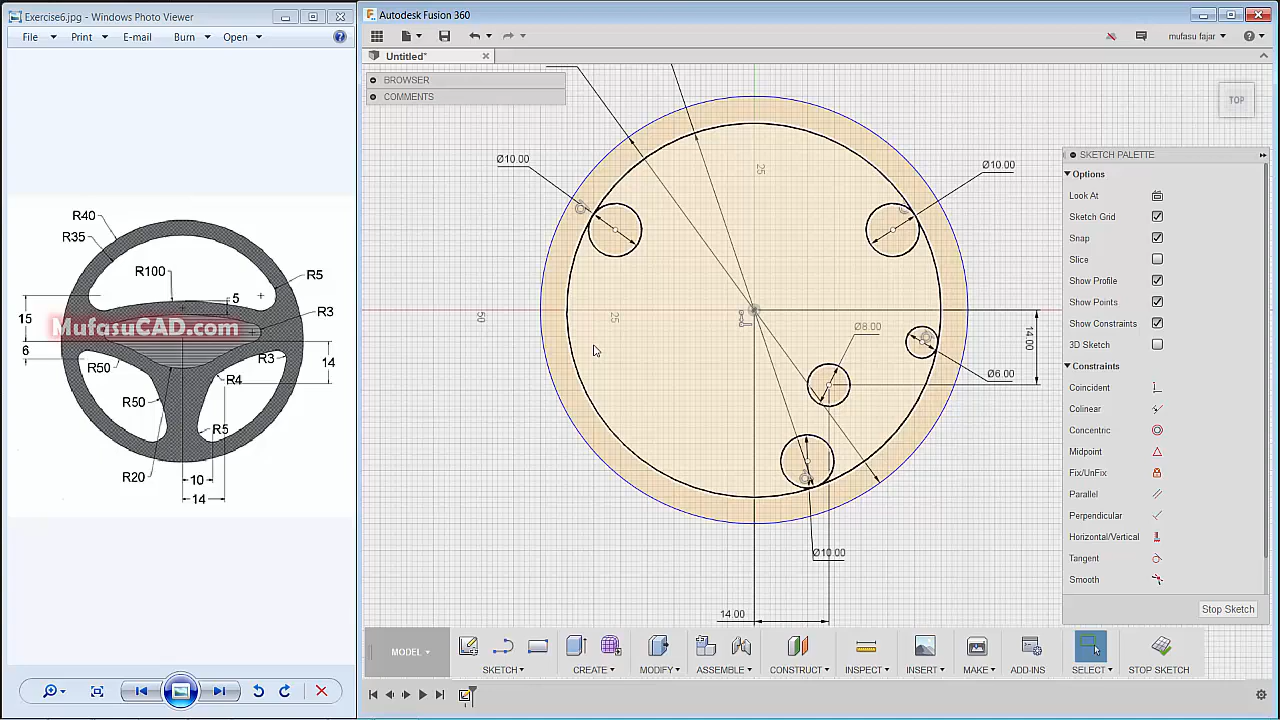 Exercise6.jpg - Windows Photo Viewer
File Print E-mail Burn Open
R40
R35
R100
5
R5
R3
15
MufasuCAD.com
6
R50
R3
14
R4
R50
R5
R20
10
14
Autodesk Fusion 360
mufasu fajar
Untitled*
BROWSER
COMMENTS
TOP
Ø10.00
25
Ø10.00
50
25
Ø8.00
14.00
Ø6.00
Ø10.00
14.00
SKETCH PALETTE
Options
Look At
Sketch Grid
Snap
Slice
Show Profile
Show Points
Show Constraints
3D Sketch
Constraints
Coincident
Colinear
Concentric
Midpoint
Fix/UnFix
Parallel
Perpendicular
Horizontal/Vertical
Tangent
Smooth
Stop Sketch
MODEL
SKETCH
CREATE
MODIFY
ASSEMBLE
CONSTRUCT
INSPECT
INSERT
MAKE
ADD-INS
SELECT
STOP SKETCH